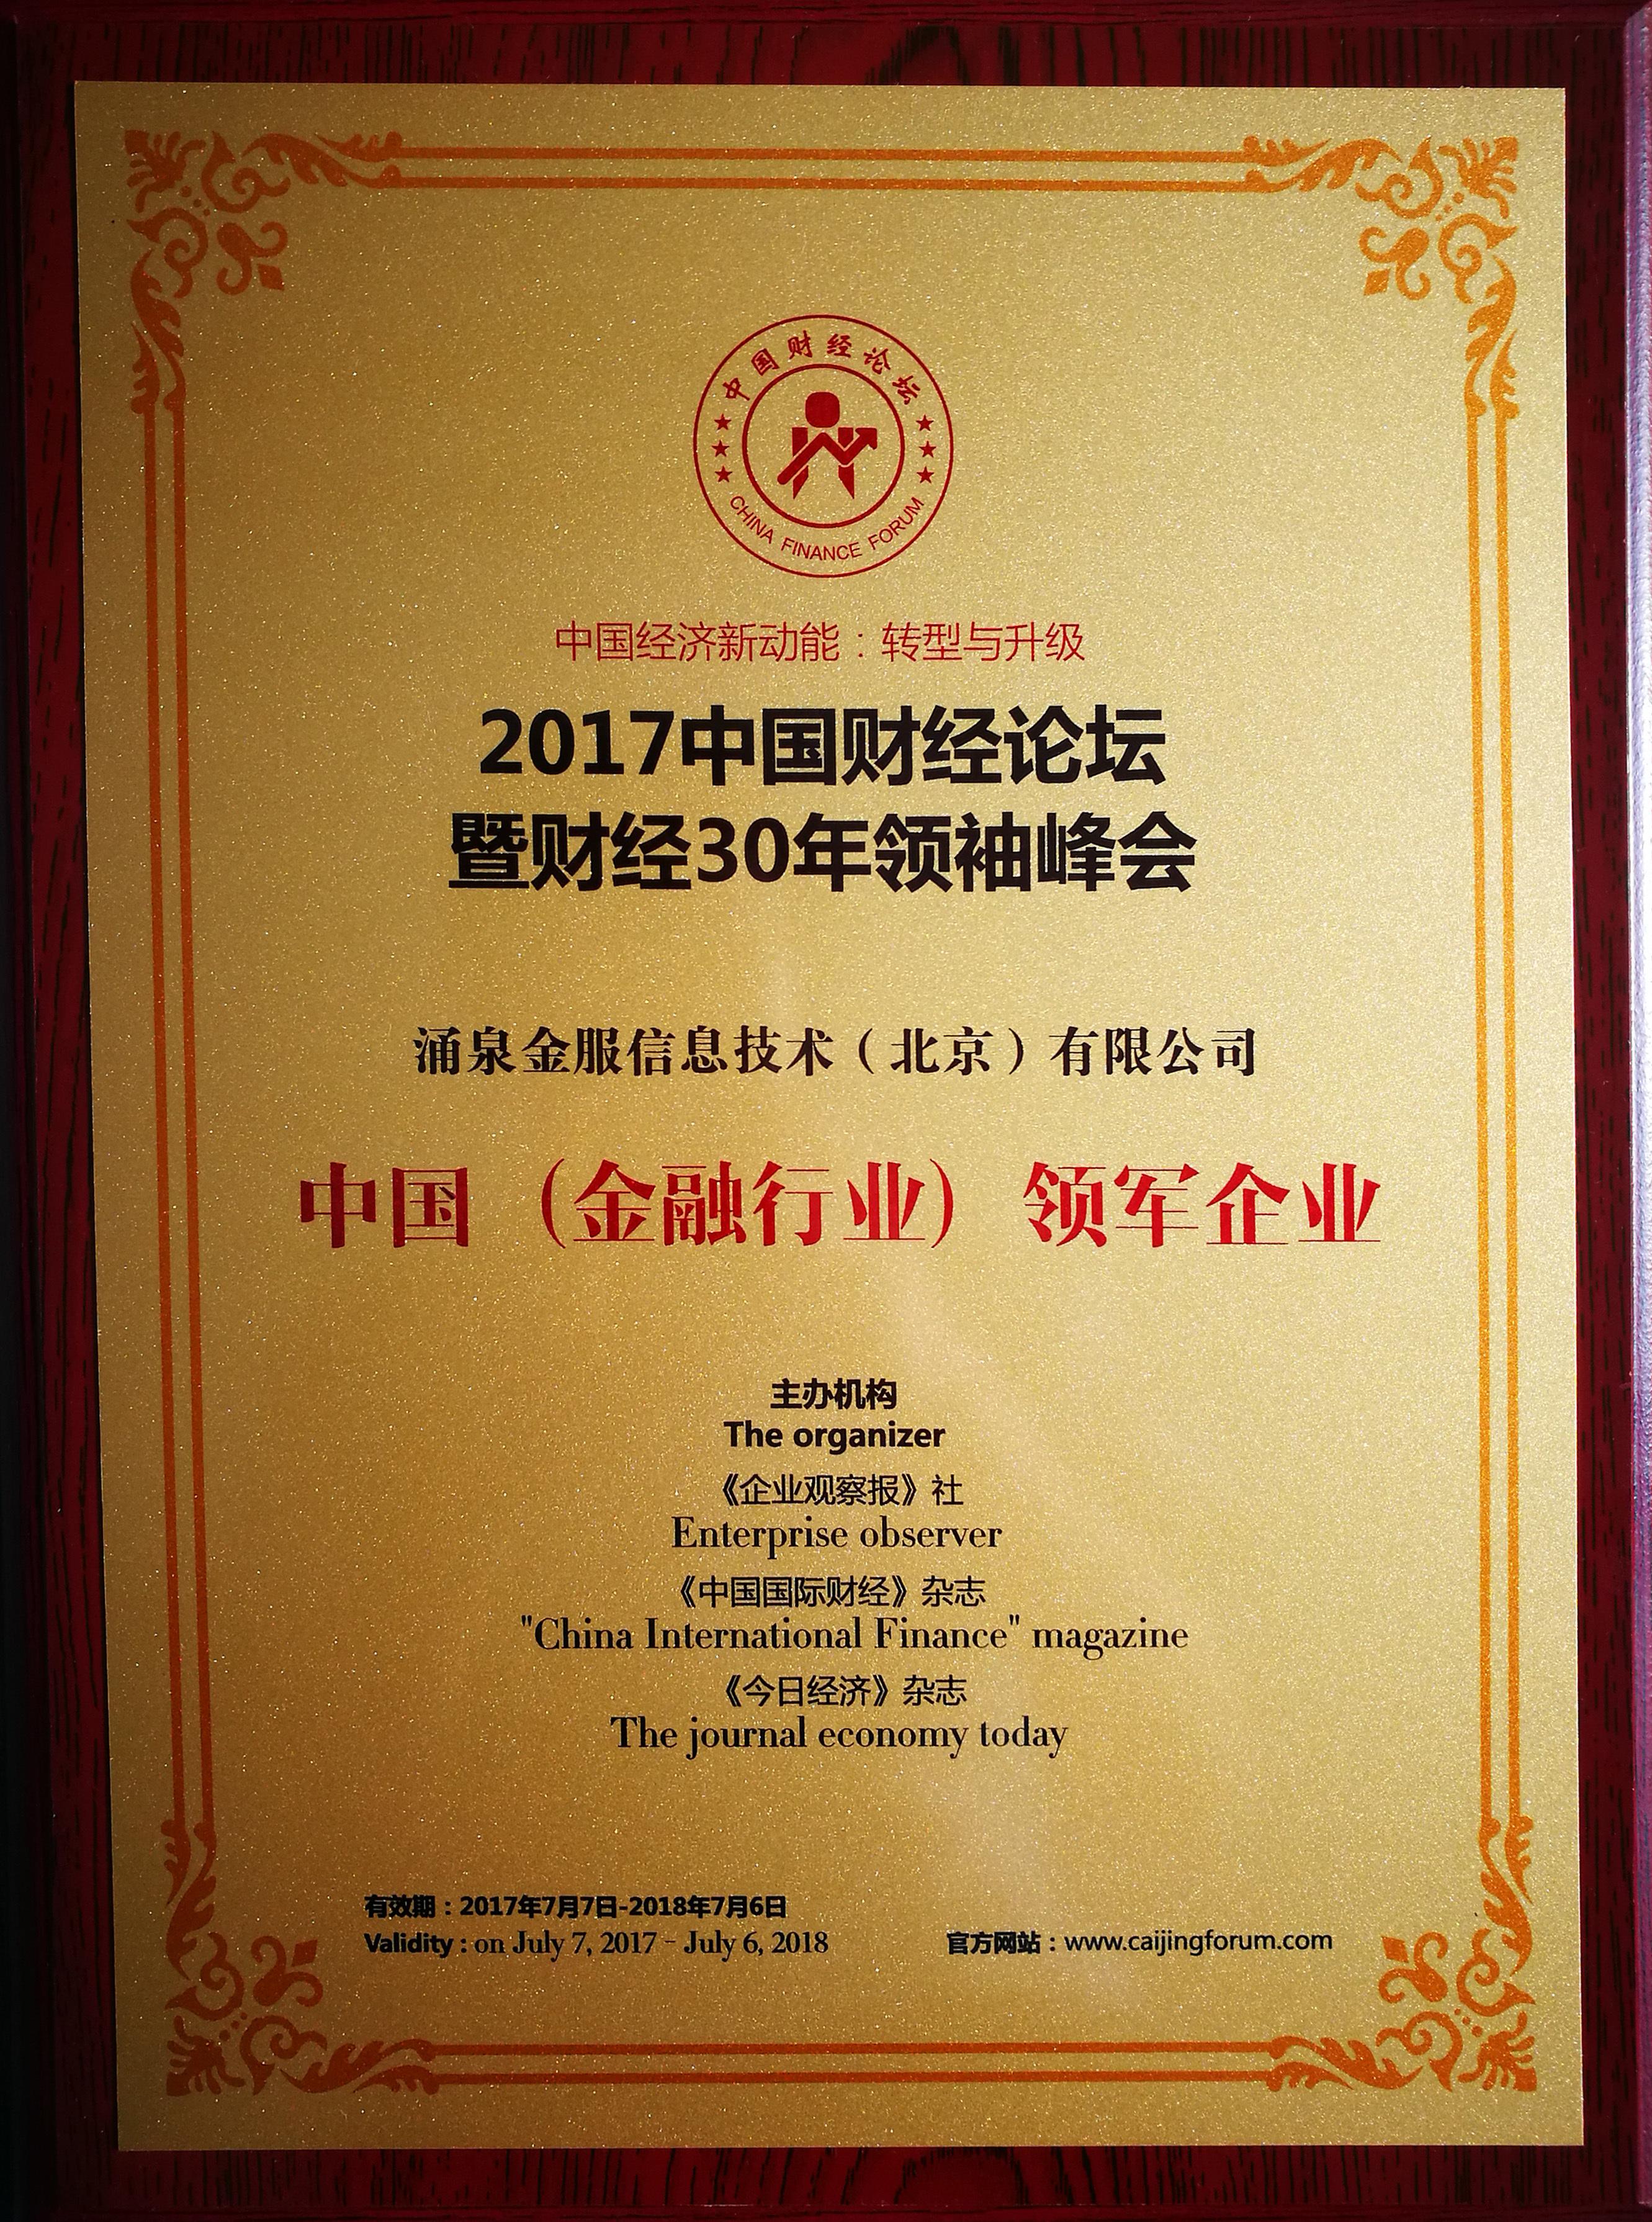 中国财经论坛
CHINA FINANCE FORUM
中国经济新动能：转型与升级
2017中国财经论坛
暨财经30年领袖峰会
涌泉金服信息技术（北京）有限公司
中国（金融行业）领军企业
主办机构
The organizer
《企业观察报》社
Enterprise observer
《中国国际财经》杂志
"China International Finance" magazine
《今日经济》杂志
The journal economy today
有效期：2017年7月7日-2018年7月6日
Validity : on July 7, 2017 - July 6, 2018
官方网站：www.caijingforum.com